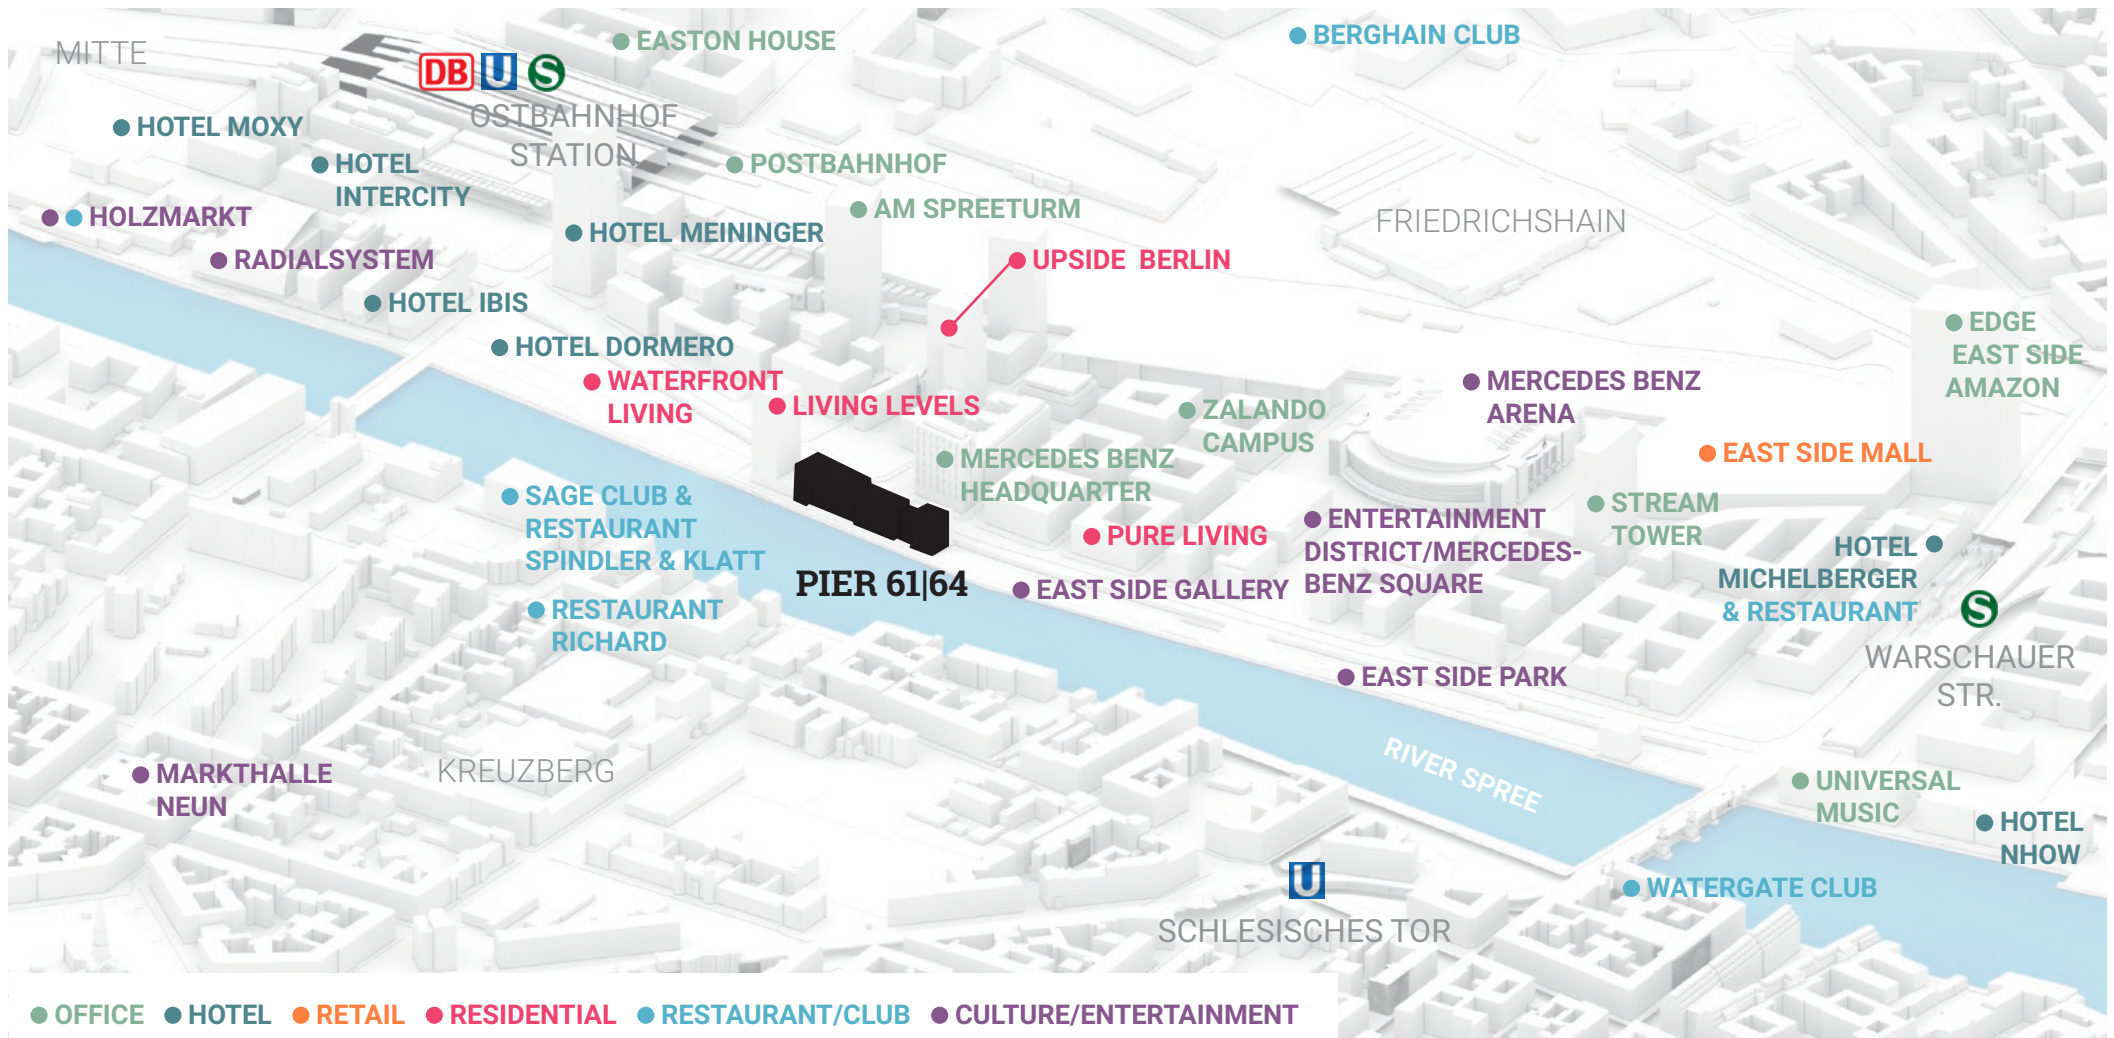 MITTE
DB U S
OSTBAHNHOF
STATION
EASTON HOUSE
BERGHAIN CLUB
HOTEL MOXY
HOTEL
INTERCITY
POSTBAHNHOF
AM SPREETURM
FRIEDRICHSHAIN
HOLZMARKT
HOTEL MEININGER
RADIALSYSTEM
UPSIDE BERLIN
HOTEL IBIS
HOTEL DORMERO
EDGE
EAST SIDE
AMAZON
WATERFRONT
LIVING
LIVING LEVELS
ZALANDO
CAMPUS
MERCEDES BENZ
ARENA
EAST SIDE MALL
MERCEDES BENZ
HEADQUARTER
SAGE CLUB &
RESTAURANT
SPINDLER & KLATT
STREAM
TOWER
PURE LIVING
ENTERTAINMENT
DISTRICT/MERCEDES-
BENZ SQUARE
HOTEL
MICHELBERGER
& RESTAURANT
PIER 61|64
EAST SIDE GALLERY
RESTAURANT
RICHARD
S
WARSCHAUER
STR.
EAST SIDE PARK
RIVER SPREE
MARKTHALLE
NEUN
KREUZBERG
UNIVERSAL
MUSIC
HOTEL
NHOW
U
SCHLESISCHES TOR
WATERGATE CLUB
OFFICE HOTEL RETAIL RESIDENTIAL RESTAURANT/CLUB CULTURE/ENTERTAINMENT